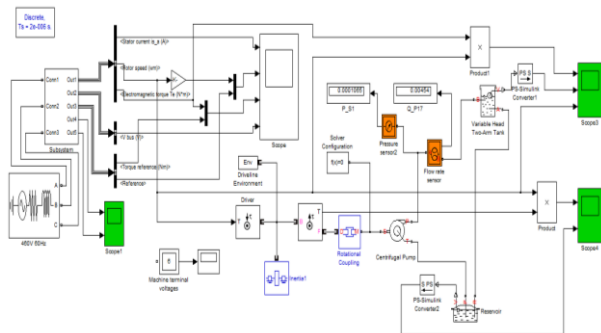 Discrete,
Ts = 2e-006 s
<Stator current is_a (A)>
<Rotor speed (wm)>
<Electromagnetic torque Te (N*m)>
<V bus (V)>
<Torque reference (Nm)>
<Reference>
Conn1
Conn2
Conn3
Out1
Out2
Out3
Out4
Out5
Subsystem
A
B
C
460V 60Hz
Scope1
Scope
K-
Env
Driveline
Environment
Driver
Machine terminal
voltages
Inertia1
Rotational
Coupling
Solver
Configuration
f(x)=0
0.0001085
P_S1
0.00454
Q_P17
Pressure
sensor2
Flow rate
sensor
Centrifugal Pump
Variable Head
Two-Arm Tank
PS S
PS-Simulink
Converter1
X
Product1
Scope3
X
Product
Scope4
S PS
PS-Simulink
Converter2
Reservoir